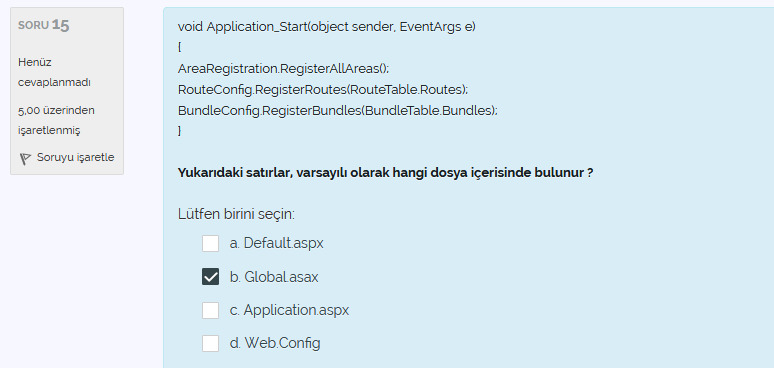 SORU 15
Henüz
cevaplanmadı
5,00 üzerinden
işaretlenmiş
Soruyu işaretle
void Application_Start(object sender, EventArgs e)
{
AreaRegistration.RegisterAllAreas();
RouteConfig.RegisterRoutes(RouteTable.Routes);
BundleConfig.RegisterBundles(BundleTable.Bundles);
}
Yukarıdaki satırlar, varsayılı olarak hangi dosya içerisinde bulunur ?
Lütfen birini seçin:
a. Default.aspx
b. Global.asax
c. Application.aspx
d. Web.Config